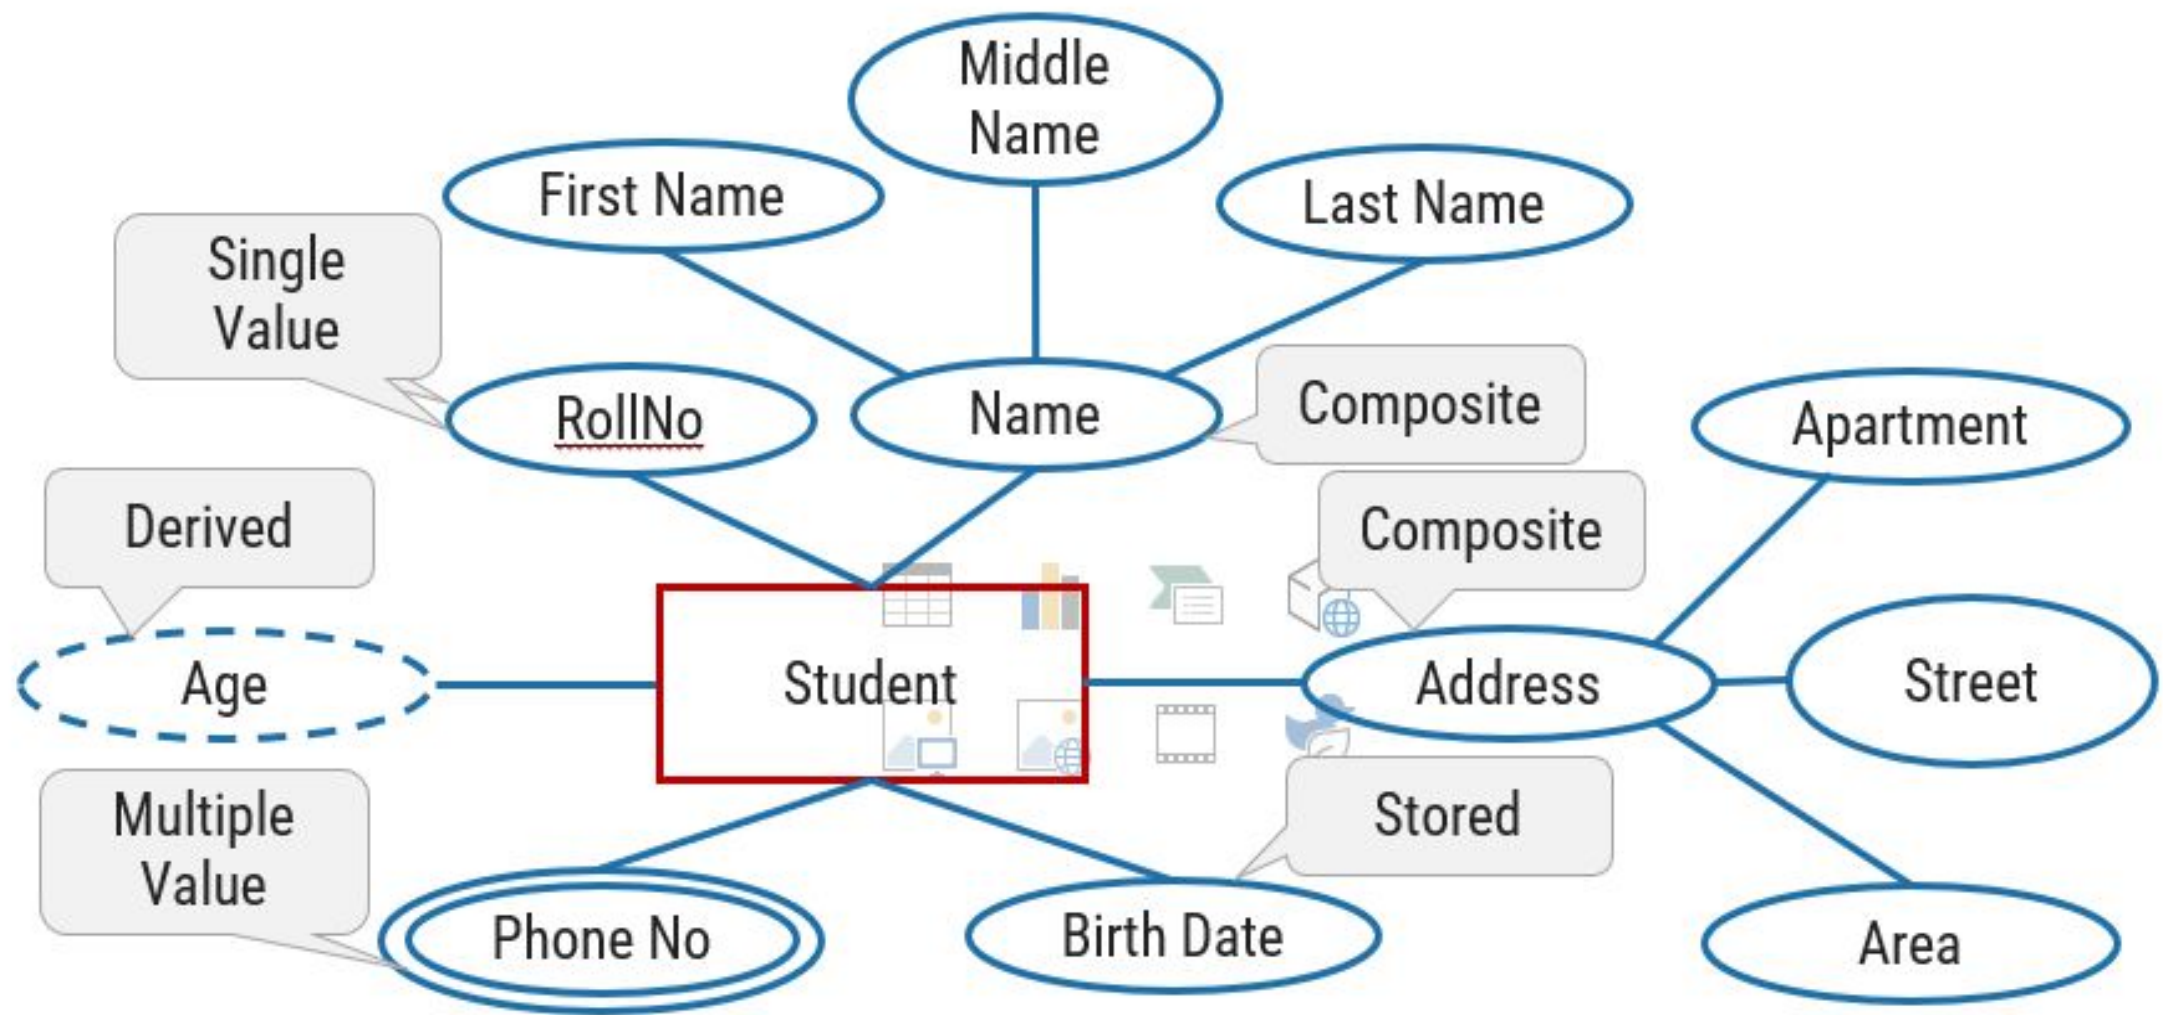 Middle
Name
First Name
Last Name
Single
Value
RollNo
Name
Composite
Apartment
Derived
Composite
Age
Student
Address
Street
Multiple
Value
Stored
Phone No
Birth Date
Area